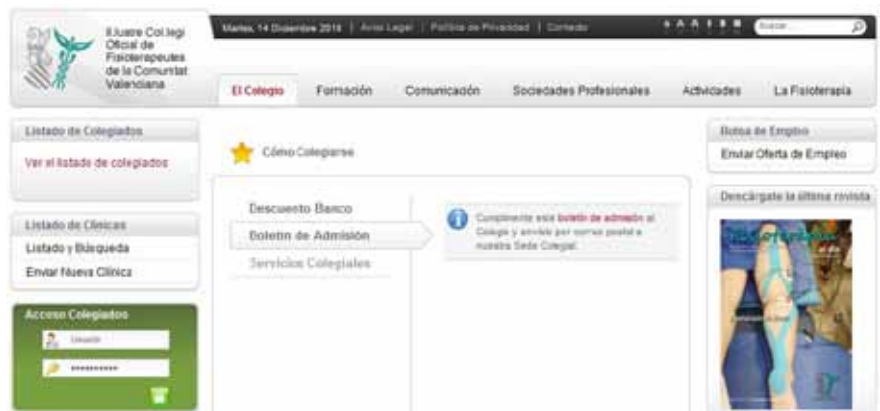 Il.lustre Col.legi
Oficial de
Fisioterapeutes
de la Comunitat
Valenciana
Martes, 14 Diciembre 2010 | Aviso Legal | Política de Privacidad | Contacto
A A A
buscar...
El Colegio Formación Comunicación Sociedades Profesionales Actividades La Fisioterapia
Listado de Colegiados
Ver el listado de colegiados
Listado de Clínicas
Listado y Búsqueda
Enviar Nueva Clínica
Acceso Colegiados
Usuario
••••••••••
Cómo Colegiarse
Descuento Banco
Boletín de Admisión
Servicios Colegiales
Cumplimente este boletín de admisión al
Colegio y envíelo por correo postal a
nuestra Sede Colegial.
Bolsa de Empleo
Enviar Oferta de Empleo
Descárgate la última revista
Fisioterapia
al día